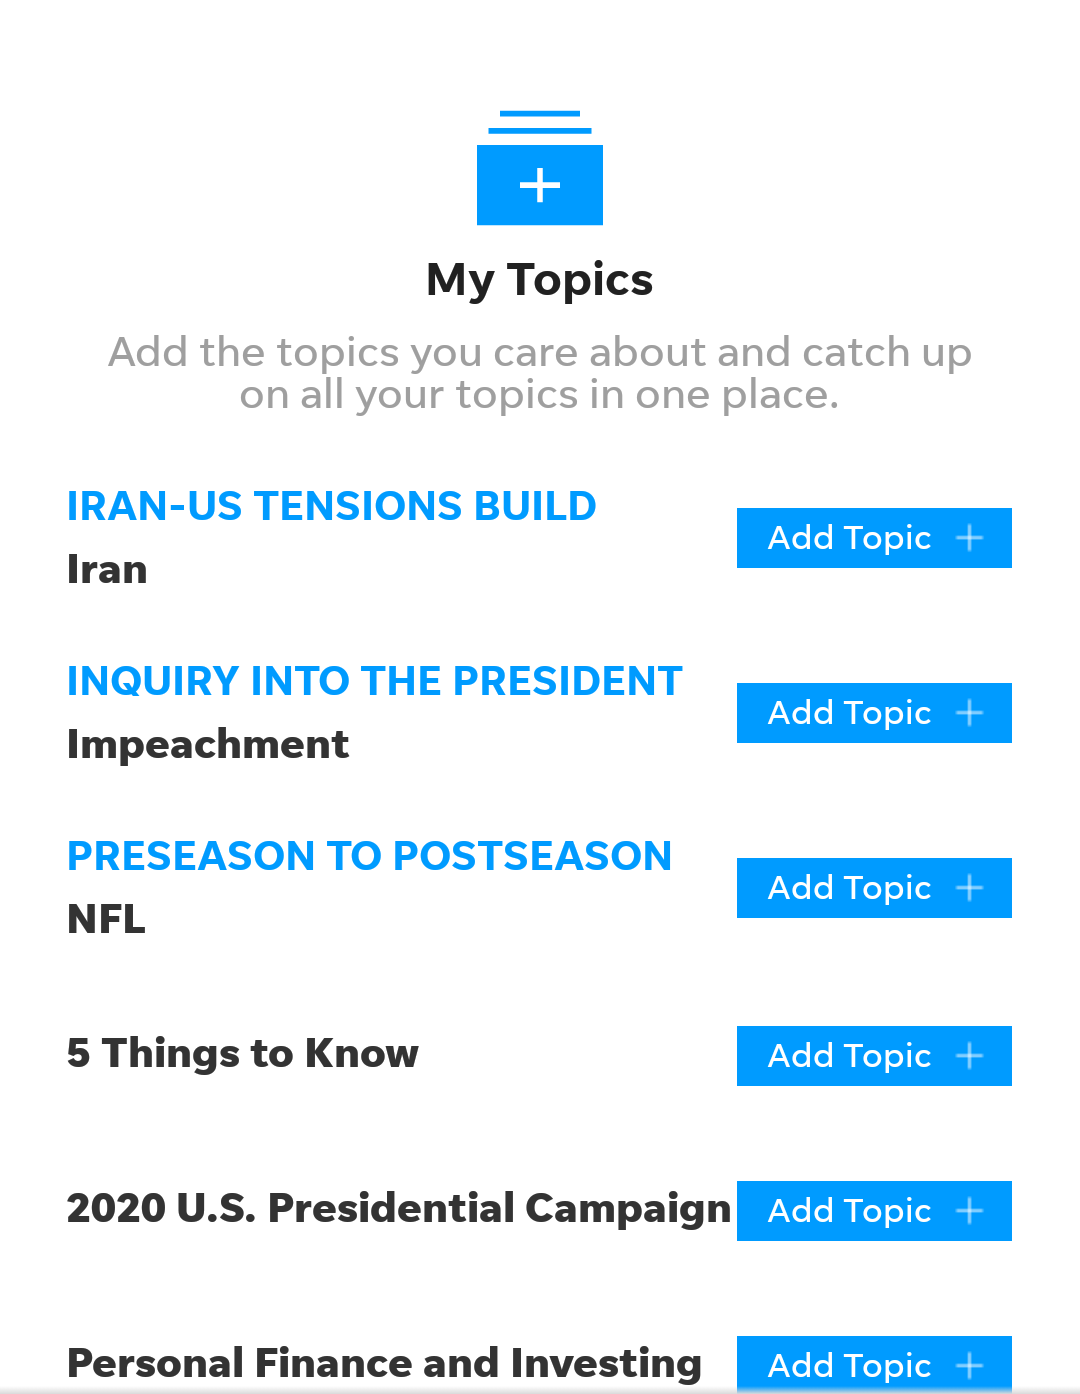 My Topics
Add the topics you care about and catch up
on all your topics in one place.
IRAN-US TENSIONS BUILD
Iran
Add Topic
INQUIRY INTO THE PRESIDENT
Impeachment
Add Topic
PRESEASON TO POSTSEASON
NFL
Add Topic
5 Things to Know
Add Topic
2020 U.S. Presidential Campaign
Add Topic
Personal Finance and Investing
Add Topic